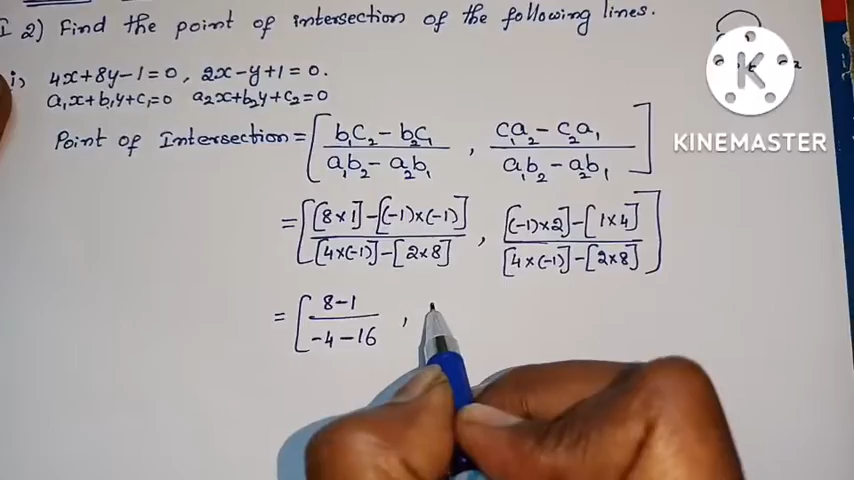 I 2) Find the point of intersection of the following lines.
i) 4x+8y-1=0, 2x-y+1=0.
a₁x+b₁y+c₁=0 a₂x+b₂y+c₂=0
Point of Intersection = [(b₁c₂-b₂c₁)/(a₁b₂-a₂b₁), (c₁a₂-c₂a₁)/(a₁b₂-a₂b₁)]
= [([8×1]-[(-1)×(-1)])/([4×(-1)]-[2×8]), ([(-1)×2]-[1×4])/([4×(-1)]-[2×8])]
= [(8-1)/(-4-16),
K
KINEMASTER